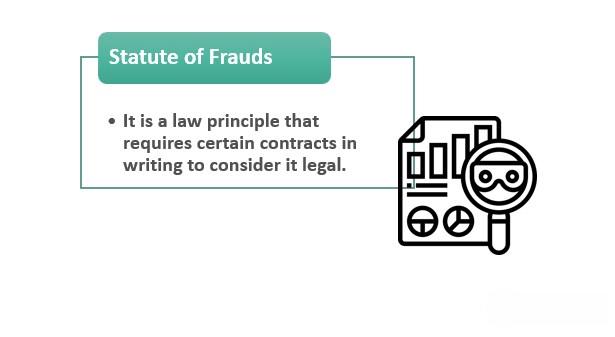 Statute of Frauds
• It is a law principle that
requires certain contracts in
writing to consider it legal.